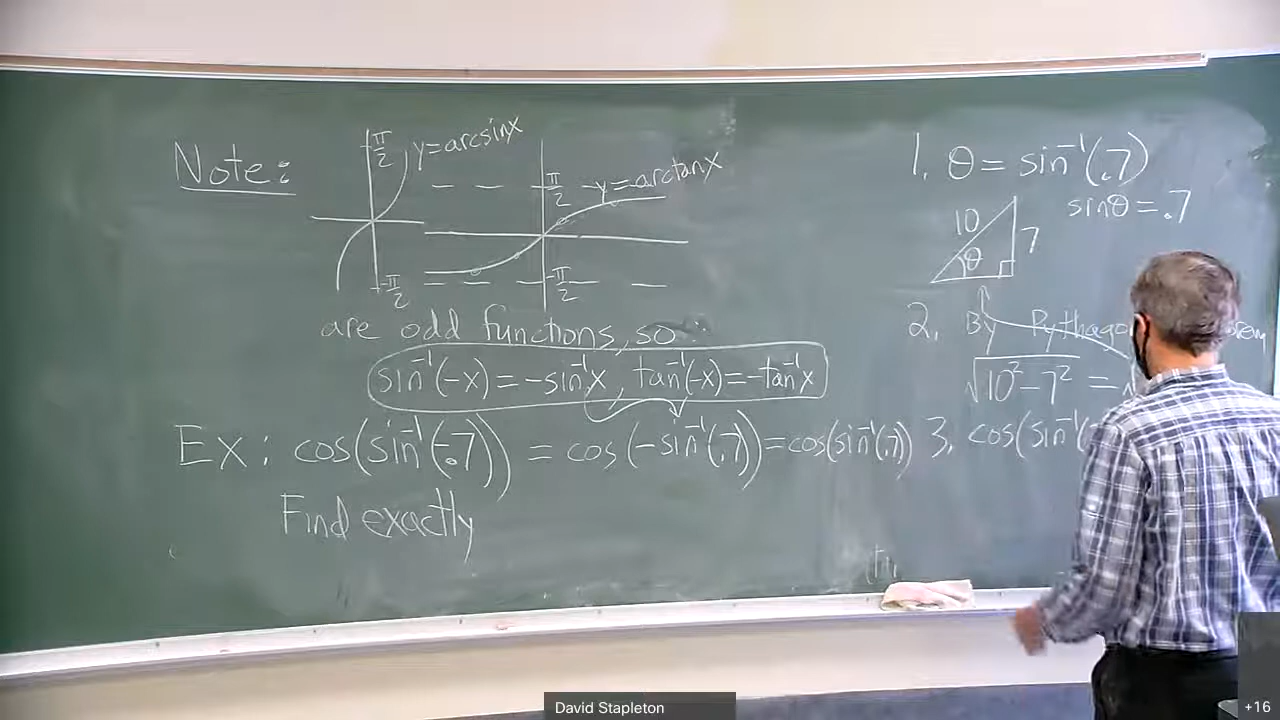 Note:
π/2
y=arcsinx
-π/2
π/2
y=arctanx
-π/2
are odd functions, so
sin⁻¹(-x)=-sin⁻¹x, tan⁻¹(-x)=-tan⁻¹x
Ex: cos(sin⁻¹(-.7)) = cos(-sin⁻¹(.7))=cos(sin⁻¹(.7))
Find exactly
1. θ=sin⁻¹(.7)
sinθ=.7
10
7
θ
2. By
√10²-7² =
3. cos(sin⁻¹(
David Stapleton
+16